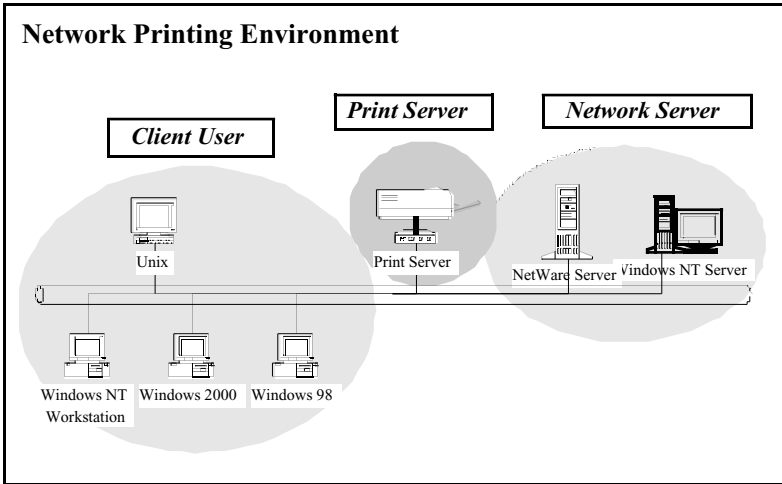 Network Printing Environment
Print Server
Network Server
Client User
Unix
Print Server
NetWare Server
Windows NT Server
Windows NT
Workstation
Windows 2000
Windows 98